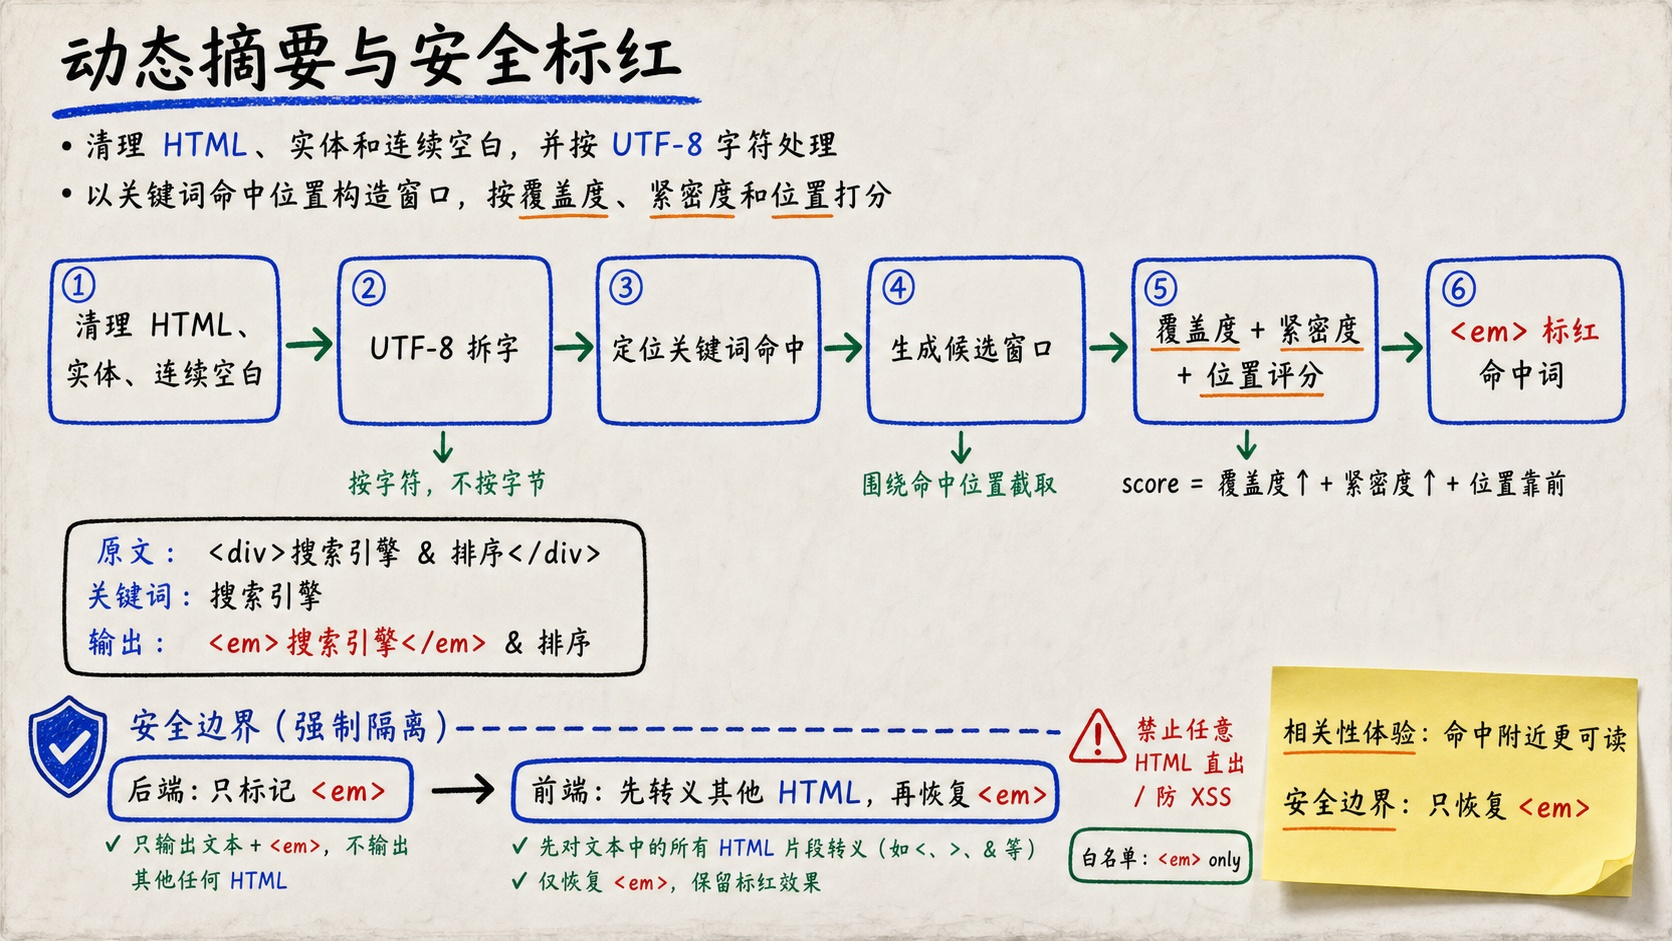 动态摘要与安全标红
• 清理 HTML、实体和连续空白，并按 UTF-8 字符处理
• 以关键词命中位置构造窗口，按覆盖度、紧密度和位置打分
①
清理 HTML、
实体、连续空白
②
UTF-8 拆字
③
定位关键词命中
④
生成候选窗口
⑤
覆盖度 + 紧密度
+ 位置评分
⑥
<em> 标红
命中词
按字符，不按字节
围绕命中位置截取
score = 覆盖度↑ + 紧密度↑ + 位置靠前
原文： <div>搜索引擎 & 排序</div>
关键词：搜索引擎
输出： <em>搜索引擎</em> & 排序
安全边界（强制隔离）
后端：只标记 <em>
✓ 只输出文本 + <em>，不输出
其他任何 HTML
前端：先转义其他 HTML，再恢复<em>
✓ 先对文本中的所有 HTML 片段转义（如<、>、& 等）
✓ 仅恢复 <em>，保留标红效果
禁止任意
HTML 直出
/ 防 XSS
白名单：<em> only
相关性体验：命中附近更可读
安全边界：只恢复 <em>